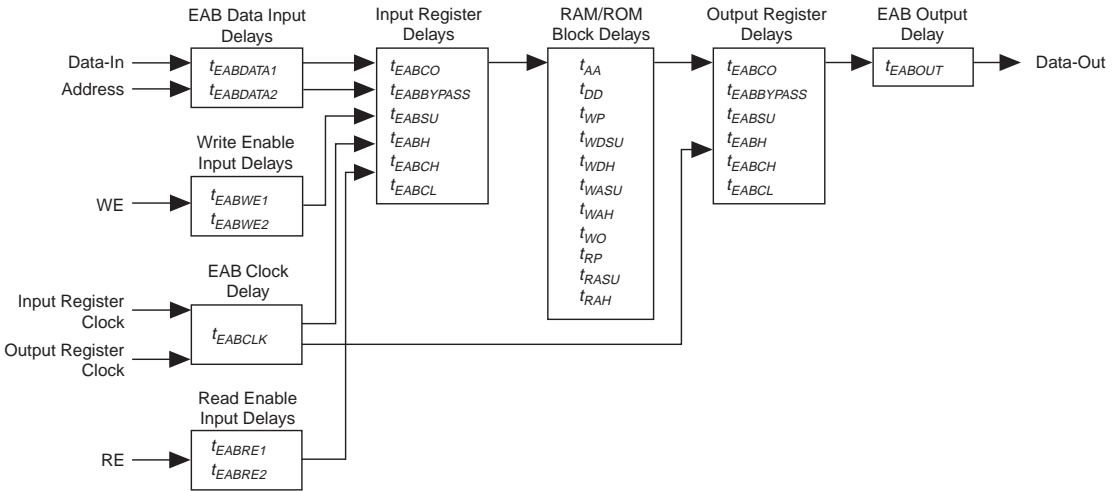 EAB Data Input
Delays
Data-In
Address
tEABDATA1
tEABDATA2
Write Enable
Input Delays
WE
tEABWE1
tEABWE2
EAB Clock
Delay
Input Register
Clock
Output Register
Clock
tEABCLK
Read Enable
Input Delays
RE
tEABRE1
tEABRE2
Input Register
Delays
tEABCO
tEABBYPASS
tEABSU
tEABH
tEABCH
tEABCL
RAM/ROM
Block Delays
tAA
tDD
tWP
tWDSU
tWDH
tWASU
tWAH
tWO
tRP
tRASU
tRAH
Output Register
Delays
tEABCO
tEABBYPASS
tEABSU
tEABH
tEABCH
tEABCL
EAB Output
Delay
tEABOUT
Data-Out